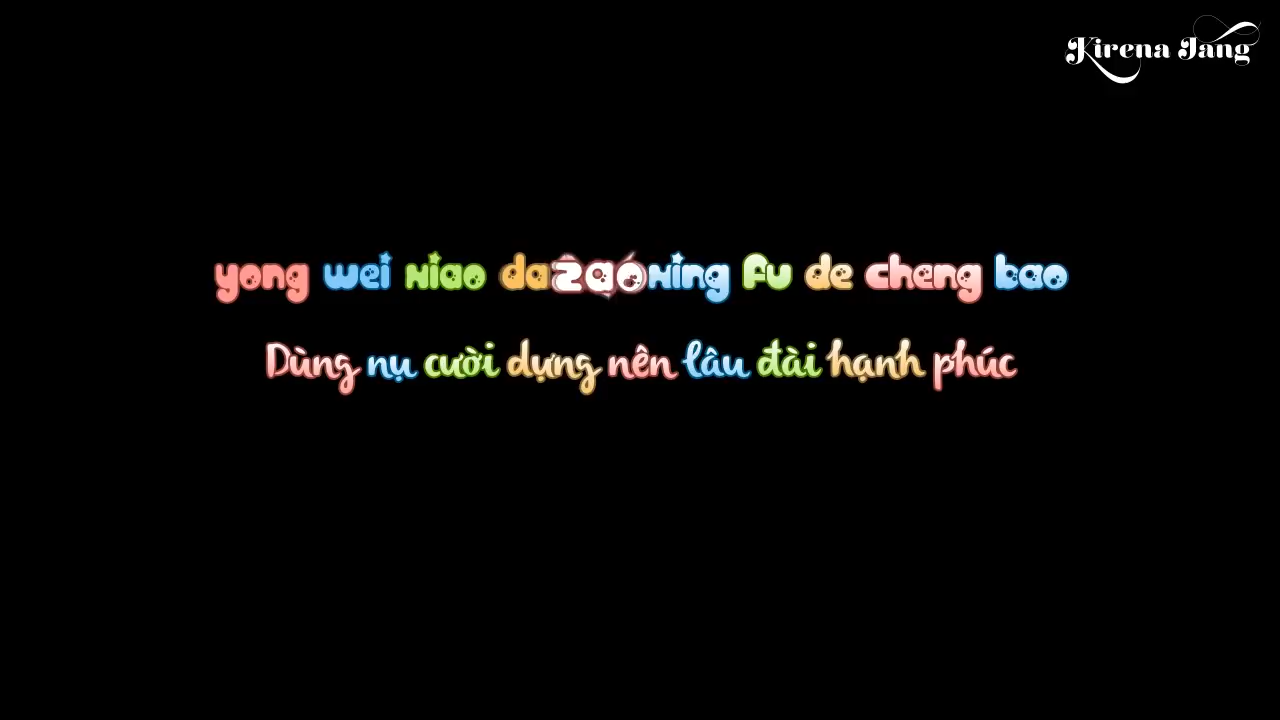 Kirena Jang
yong wei xiao da zao xing fu de cheng bao
Dùng nụ cười dựng nên lâu đài hạnh phúc